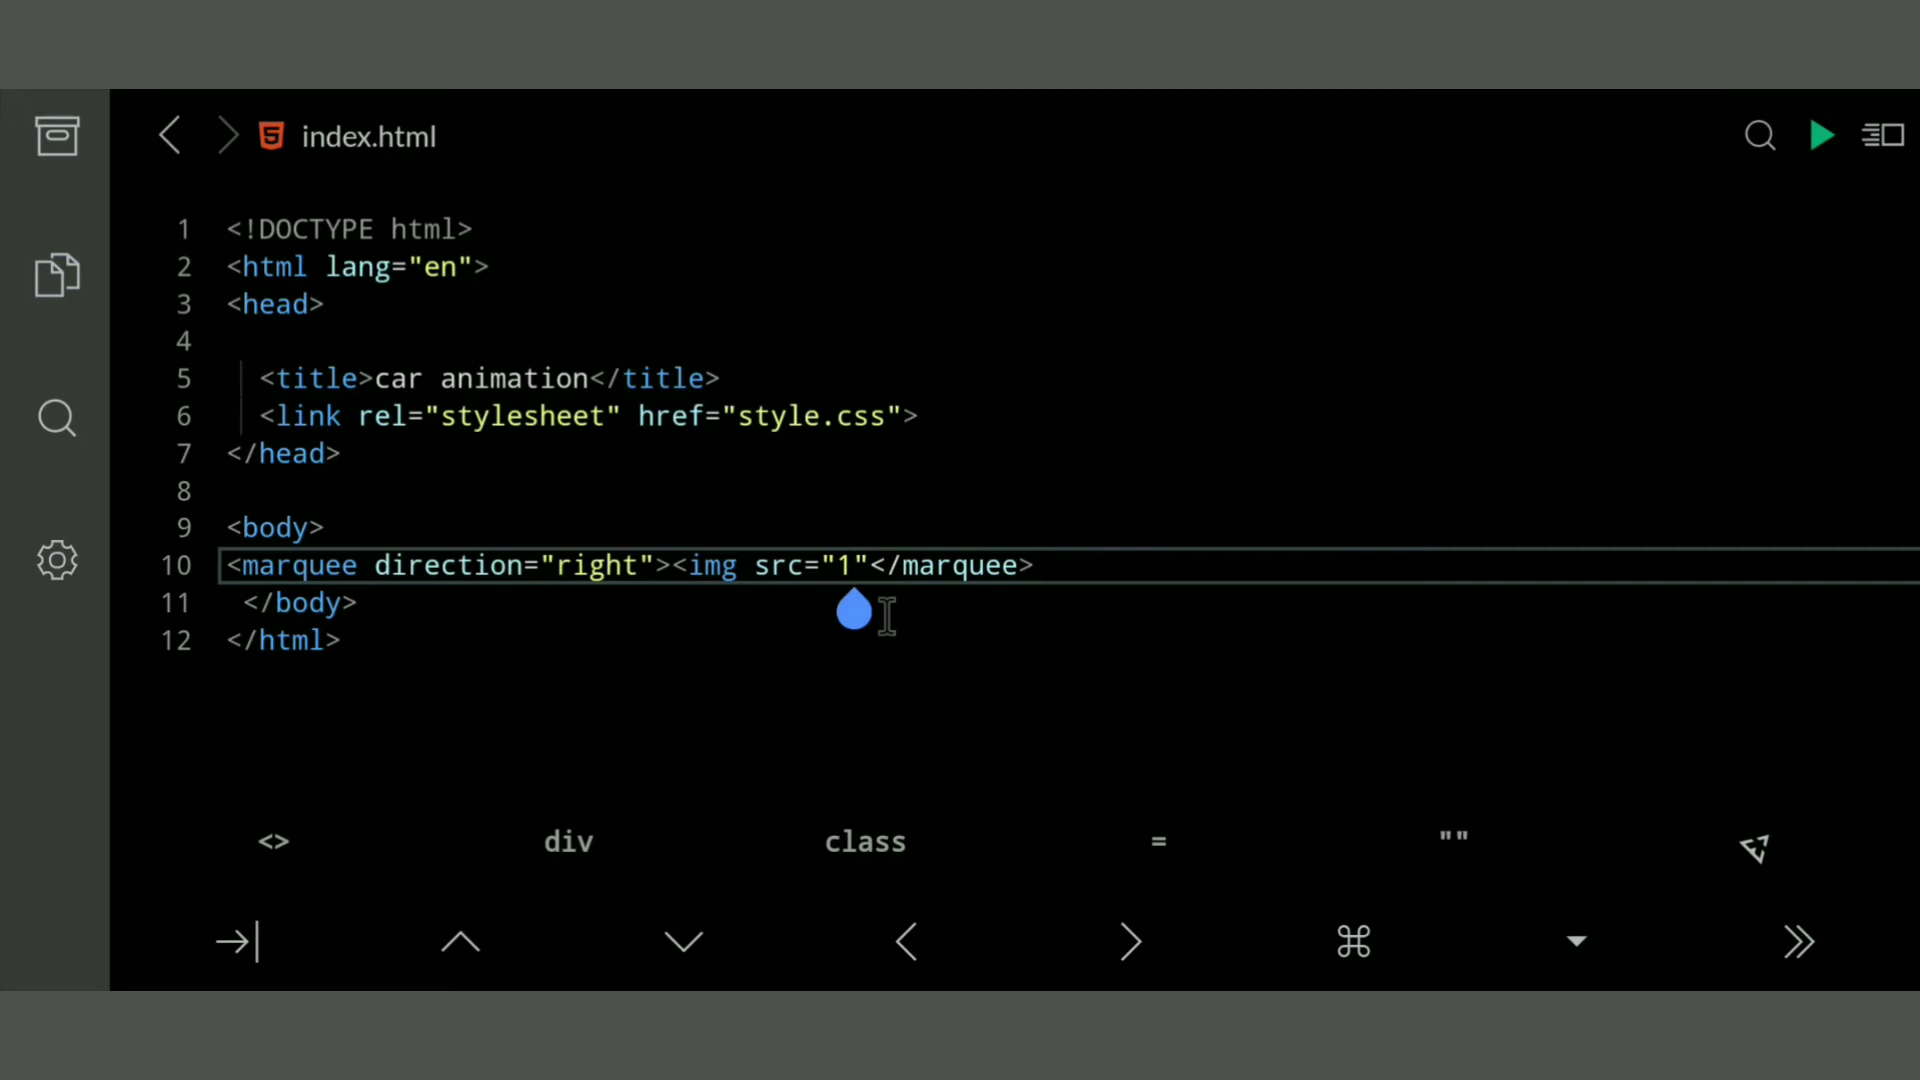 index.html
1 <!DOCTYPE html>
2 <html lang="en">
3 <head>
4
5 <title>car animation</title>
6 <link rel="stylesheet" href="style.css">
7 </head>
8
9 <body>
10 <marquee direction="right"><img src="1"</marquee>
11 </body>
12 </html>
<> div class = ""